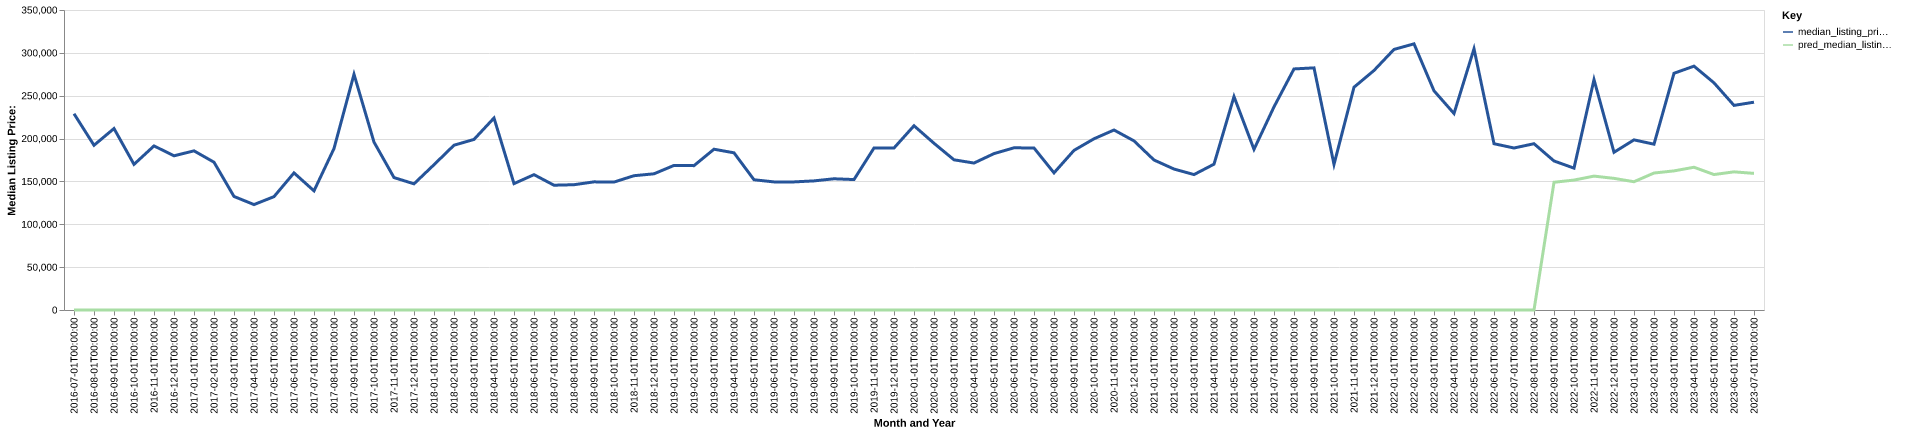 350,000
300,000
250,000
200,000
150,000
100,000
50,000
0
Median Listing Price:
2016-07-01T00:00:00
2016-08-01T00:00:00
2016-09-01T00:00:00
2016-10-01T00:00:00
2016-11-01T00:00:00
2016-12-01T00:00:00
2017-01-01T00:00:00
2017-02-01T00:00:00
2017-03-01T00:00:00
2017-04-01T00:00:00
2017-05-01T00:00:00
2017-06-01T00:00:00
2017-07-01T00:00:00
2017-08-01T00:00:00
2017-09-01T00:00:00
2017-10-01T00:00:00
2017-11-01T00:00:00
2017-12-01T00:00:00
2018-01-01T00:00:00
2018-02-01T00:00:00
2018-03-01T00:00:00
2018-04-01T00:00:00
2018-05-01T00:00:00
2018-06-01T00:00:00
2018-07-01T00:00:00
2018-08-01T00:00:00
2018-09-01T00:00:00
2018-10-01T00:00:00
2018-11-01T00:00:00
2018-12-01T00:00:00
2019-01-01T00:00:00
2019-02-01T00:00:00
2019-03-01T00:00:00
2019-04-01T00:00:00
2019-05-01T00:00:00
2019-06-01T00:00:00
2019-07-01T00:00:00
2019-08-01T00:00:00
2019-09-01T00:00:00
2019-10-01T00:00:00
2019-11-01T00:00:00
2019-12-01T00:00:00
2020-01-01T00:00:00
2020-02-01T00:00:00
2020-03-01T00:00:00
2020-04-01T00:00:00
2020-05-01T00:00:00
2020-06-01T00:00:00
2020-07-01T00:00:00
2020-08-01T00:00:00
2020-09-01T00:00:00
2020-10-01T00:00:00
2020-11-01T00:00:00
2020-12-01T00:00:00
2021-01-01T00:00:00
2021-02-01T00:00:00
2021-03-01T00:00:00
2021-04-01T00:00:00
2021-05-01T00:00:00
2021-06-01T00:00:00
2021-07-01T00:00:00
2021-08-01T00:00:00
2021-09-01T00:00:00
2021-10-01T00:00:00
2021-11-01T00:00:00
2021-12-01T00:00:00
2022-01-01T00:00:00
2022-02-01T00:00:00
2022-03-01T00:00:00
2022-04-01T00:00:00
2022-05-01T00:00:00
2022-06-01T00:00:00
2022-07-01T00:00:00
2022-08-01T00:00:00
2022-09-01T00:00:00
2022-10-01T00:00:00
2022-11-01T00:00:00
2022-12-01T00:00:00
2023-01-01T00:00:00
2023-02-01T00:00:00
2023-03-01T00:00:00
2023-04-01T00:00:00
2023-05-01T00:00:00
2023-06-01T00:00:00
2023-07-01T00:00:00
Month and Year
Key
median_listing_pri…
pred_median_listin…